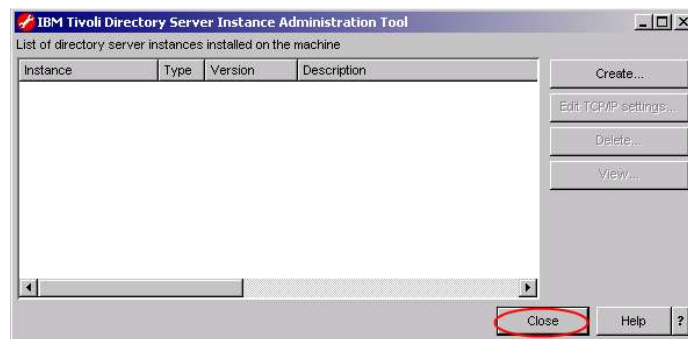 IBM Tivoli Directory Server Instance Administration Tool
List of directory server instances installed on the machine
Instance Type Version Description
Create...
Edit TCP/IP settings...
Delete...
View...
Close Help ?